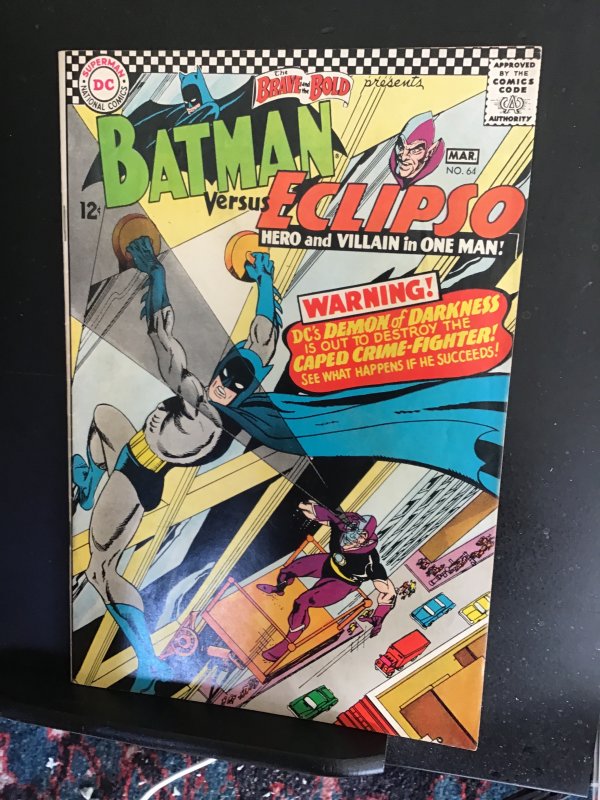 SUPERMAN
DC
NATIONAL COMICS
The BRAVE and the BOLD presents
APPROVED
BY THE
COMICS
CODE
CA
AUTHORITY
BATMAN
versus
ECLIPSO
MAR.
NO. 64
12¢
HERO and VILLAIN in ONE MAN!
WARNING!
DC's DEMON of DARKNESS
IS OUT TO DESTROY THE
CAPED CRIME-FIGHTER!
SEE WHAT HAPPENS IF HE SUCCEEDS!